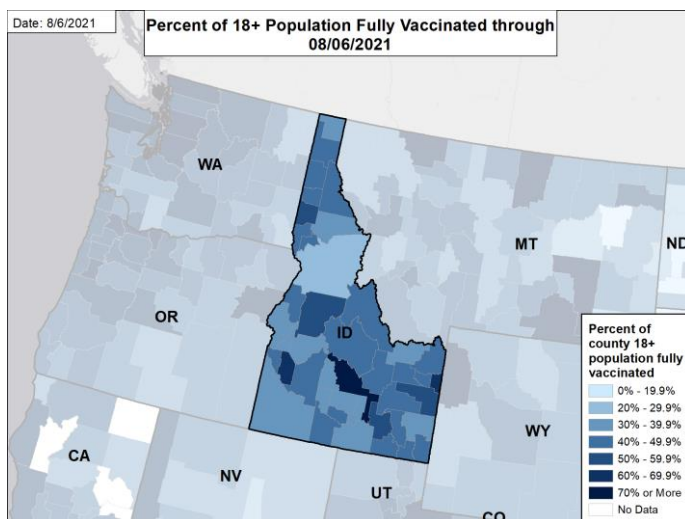 Date: 8/6/2021
Percent of 18+ Population Fully Vaccinated through
08/06/2021
WA
MT
ND
OR
ID
WY
CA
NV
UT
CO
Percent of
county 18+
population fully
vaccinated
0% - 19.9%
20% - 29.9%
30% - 39.9%
40% - 49.9%
50% - 59.9%
60% - 69.9%
70% or More
No Data